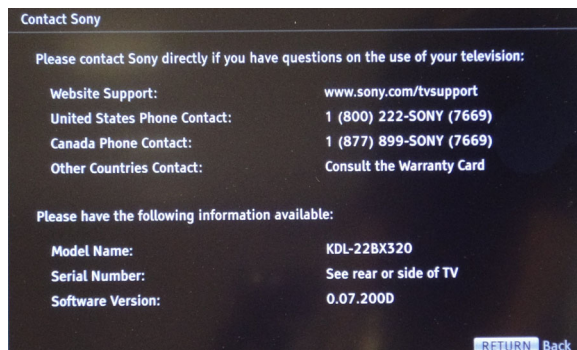 Contact Sony
Please contact Sony directly if you have questions on the use of your television:
Website Support: www.sony.com/tvsupport
United States Phone Contact: 1 (800) 222-SONY (7669)
Canada Phone Contact: 1 (877) 899-SONY (7669)
Other Countries Contact: Consult the Warranty Card
Please have the following information available:
Model Name: KDL-22BX320
Serial Number: See rear or side of TV
Software Version: 0.07.200D
RETURN Back